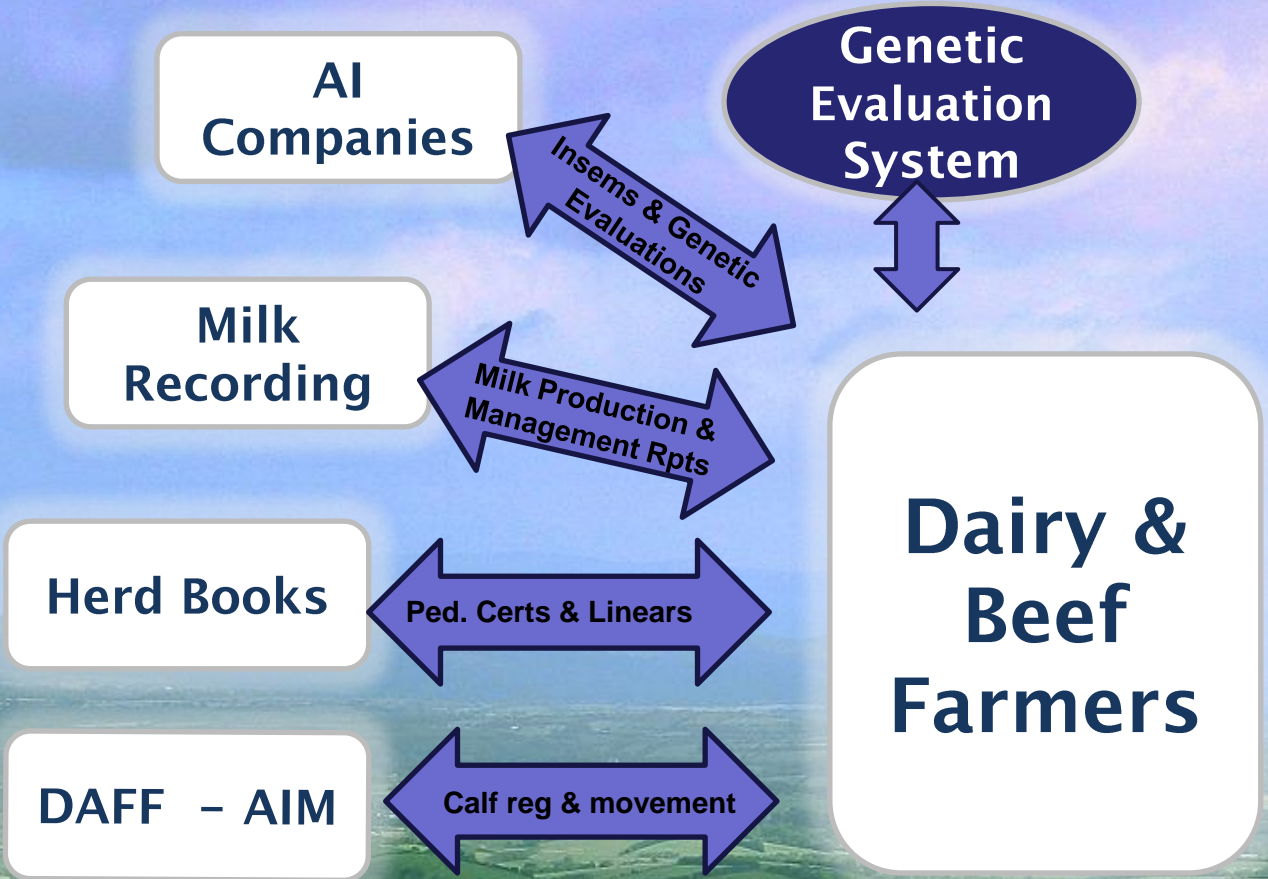 AI
Companies
Genetic
Evaluation
System
Insems & Genetic
Evaluations
Milk
Recording
Milk Production &
Management Rpts
Herd Books
Ped. Certs & Linears
Dairy &
Beef
Farmers
DAFF – AIM
Calf reg & movement